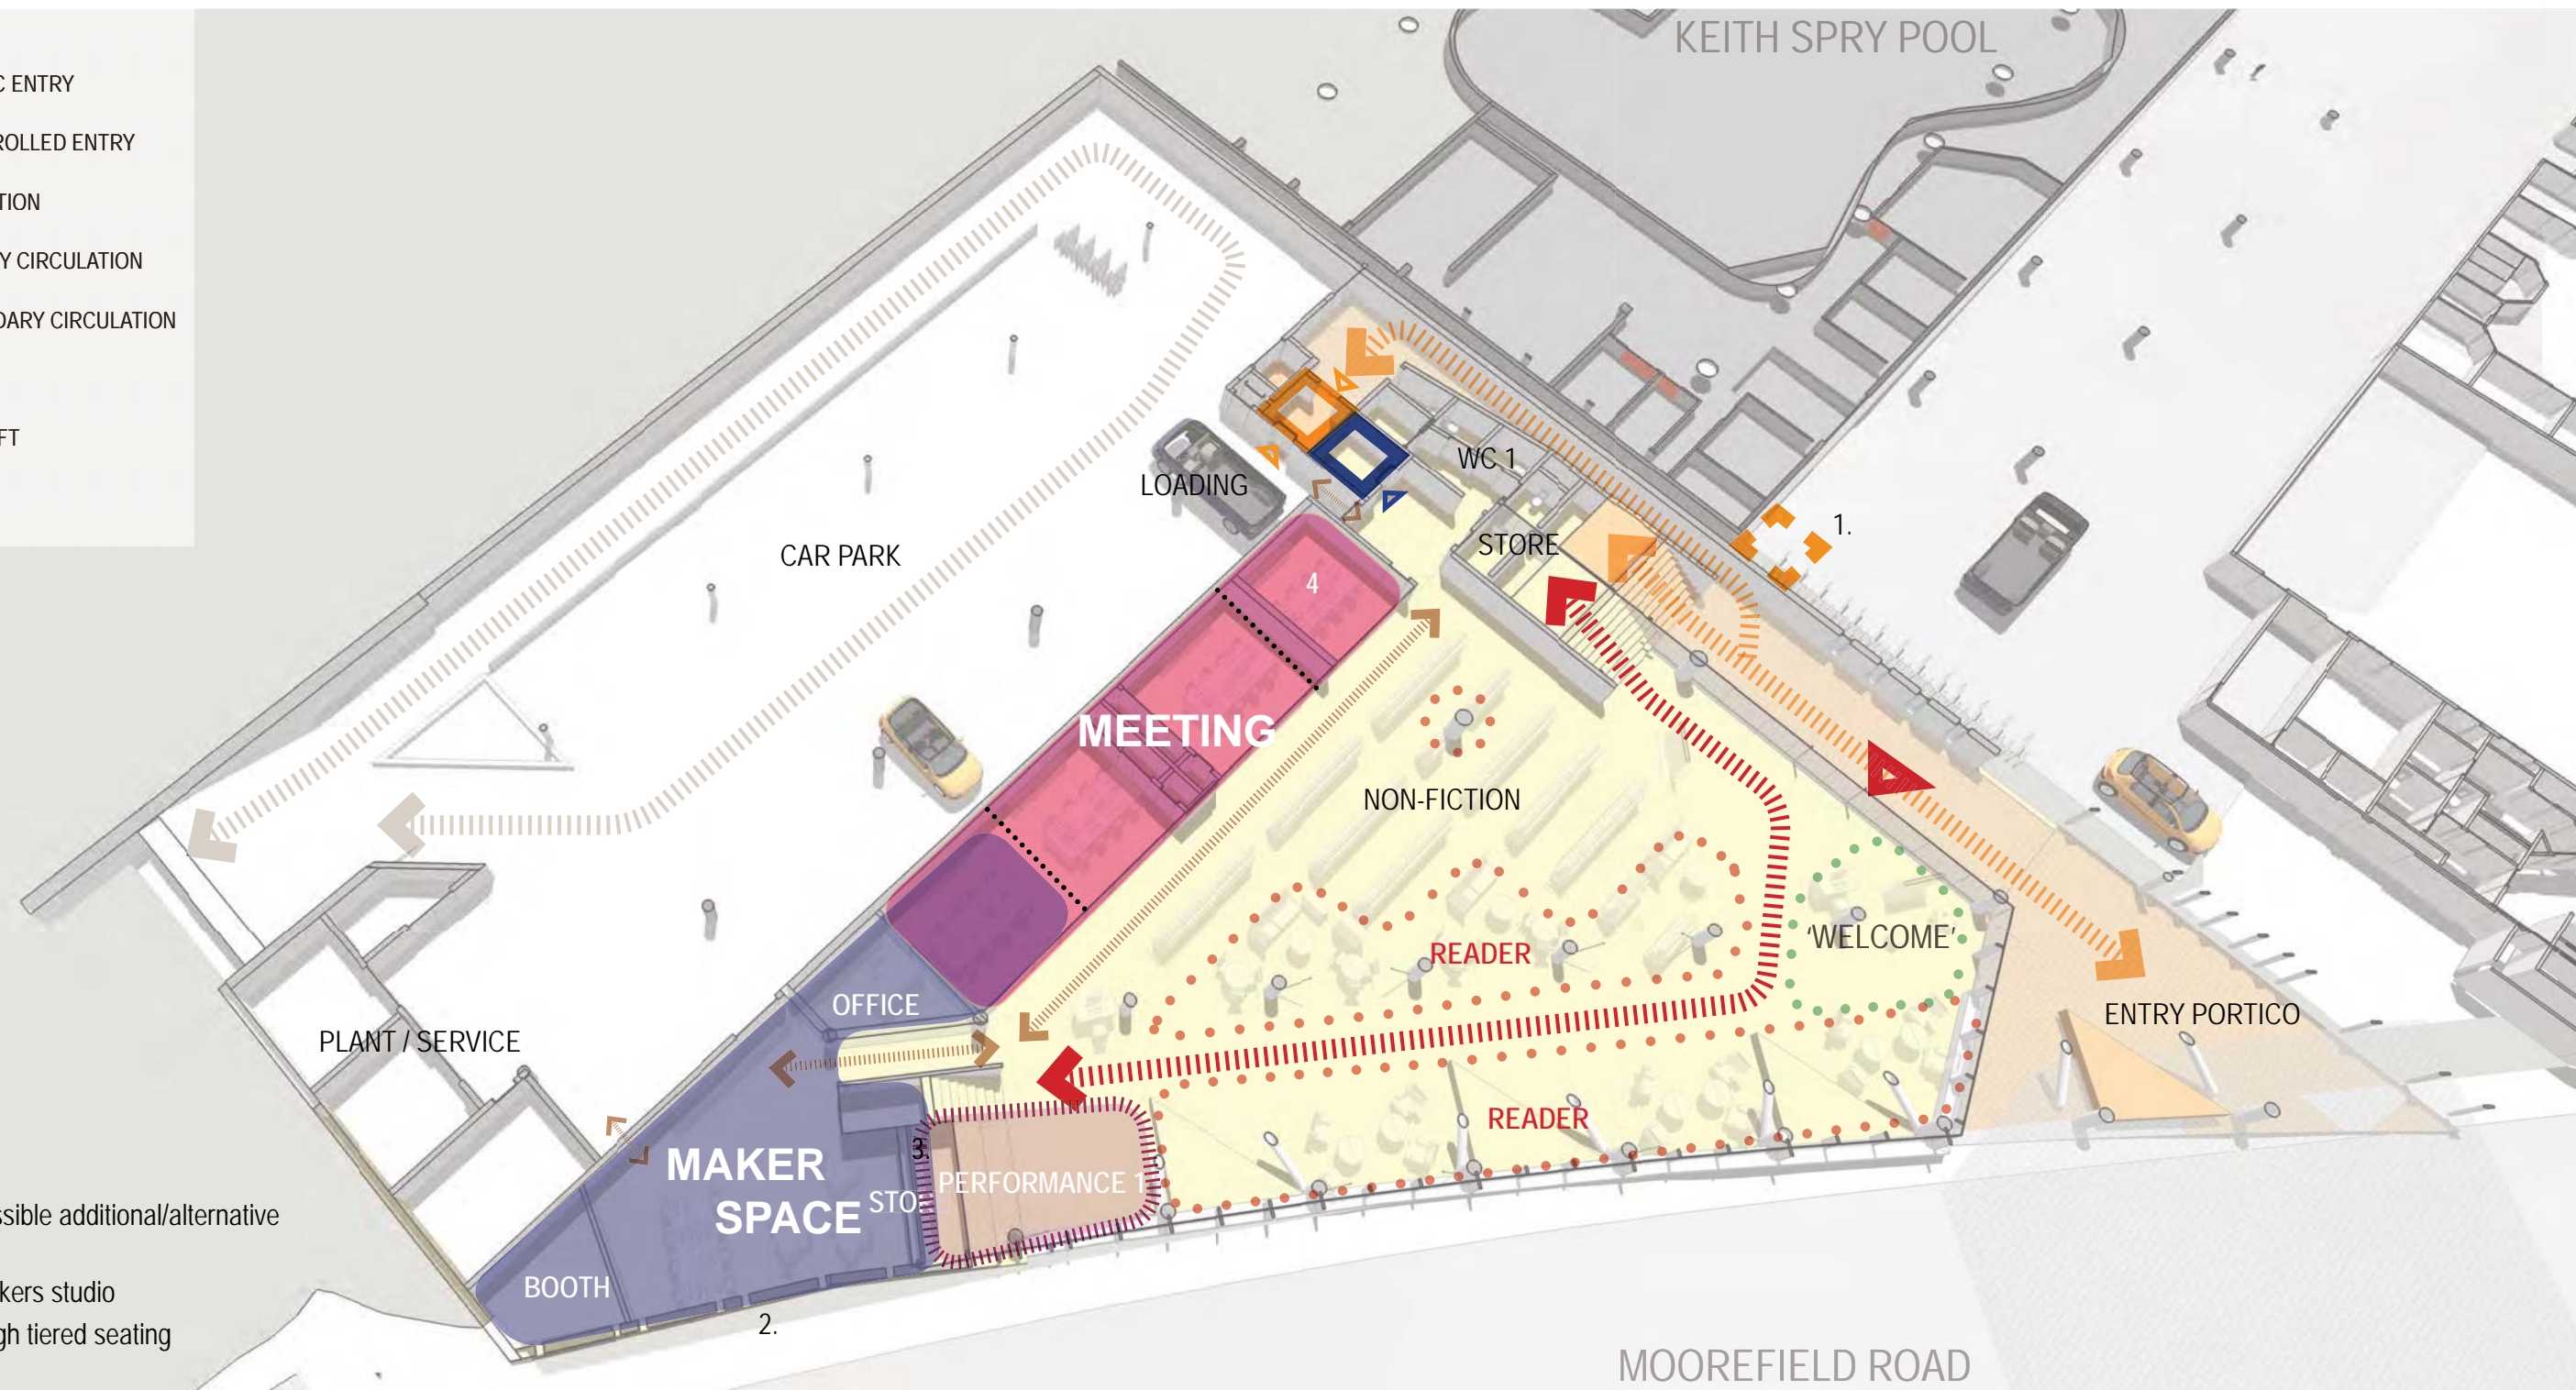 KEITH SPRY POOL
C ENTRY
ROLLED ENTRY
TION
Y CIRCULATION
DARY CIRCULATION
FT
WC 1
LOADING
1.
STORE
CAR PARK
4
MEETING
NON-FICTION
READER
'WELCOME'
OFFICE
ENTRY PORTICO
PLANT / SERVICE
READER
3.
MAKER
SPACE
STO
PERFORMANCE 1
BOOTH
2.
ssible additional/alternative
kers studio
gh tiered seating
MOOREFIELD ROAD